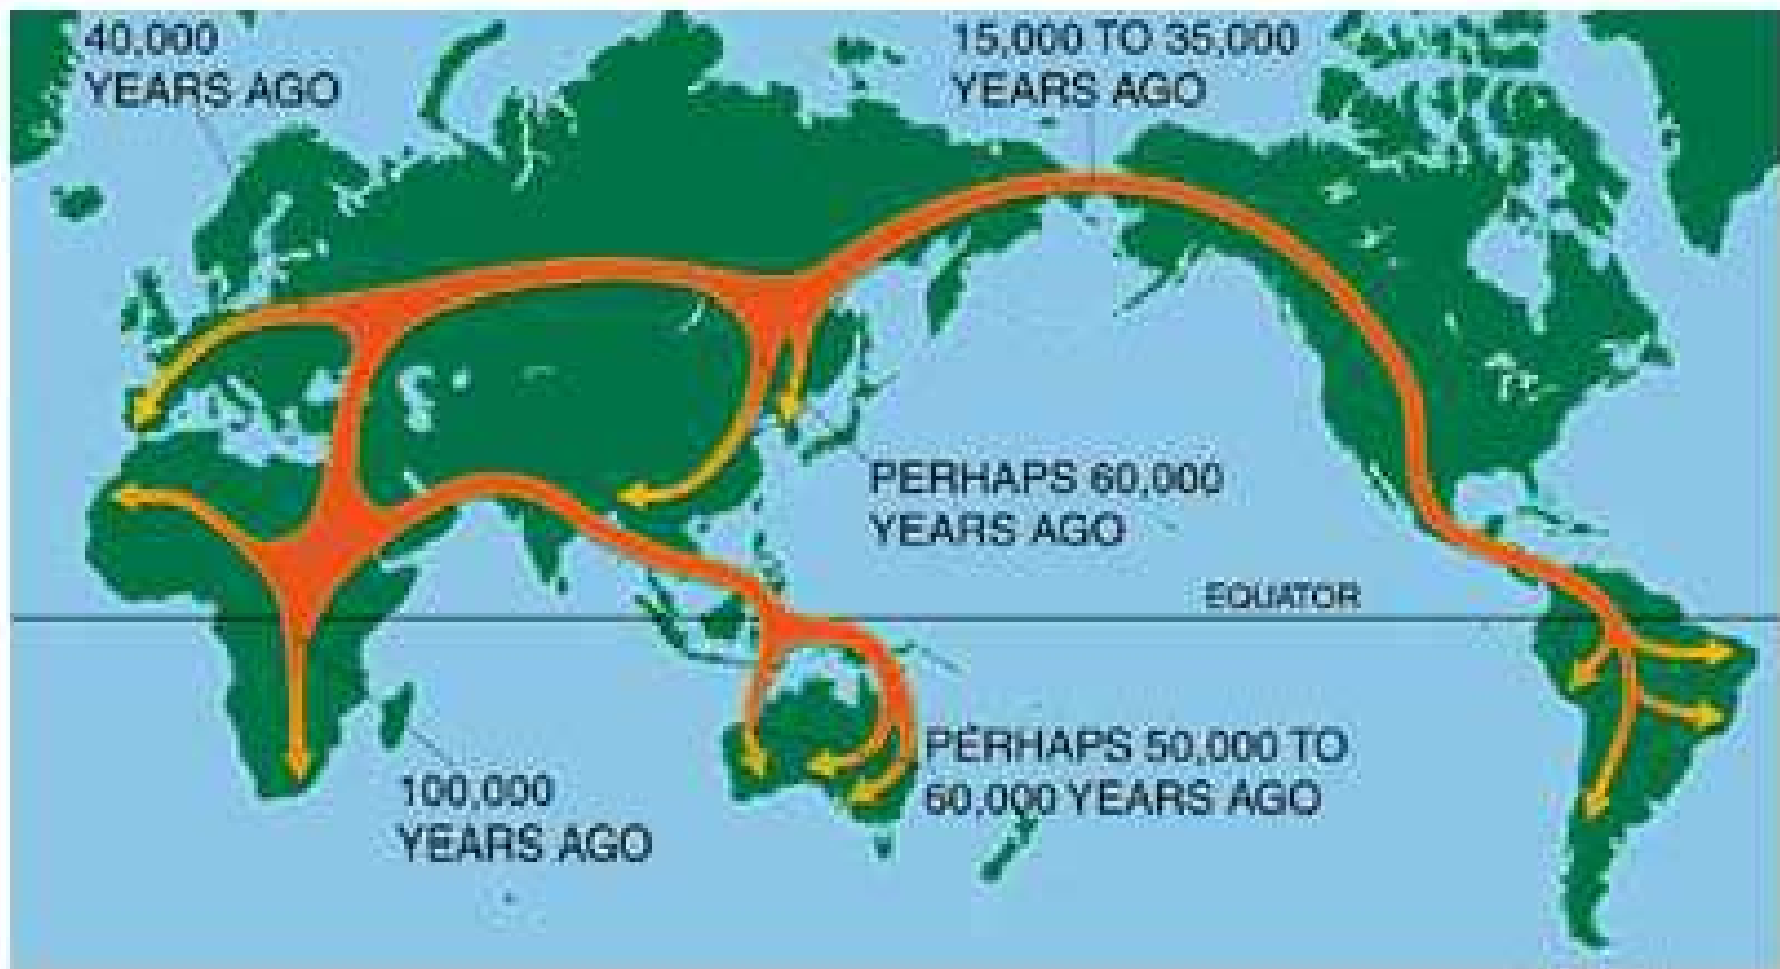 40,000
YEARS AGO
15,000 TO 35,000
YEARS AGO
PERHAPS 60,000
YEARS AGO
EQUATOR
PERHAPS 50,000 TO
60,000 YEARS AGO
100,000
YEARS AGO